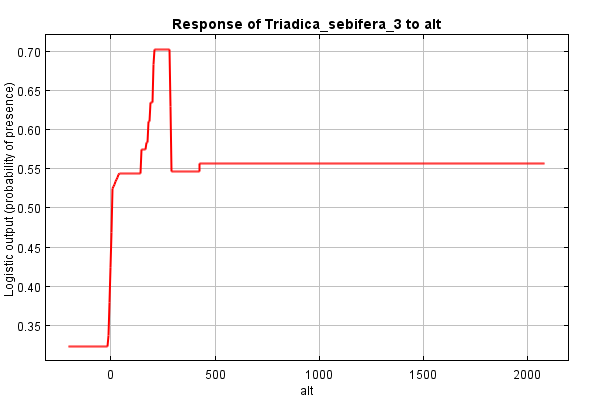 Response of Triadica_sebifera_3 to alt
Logistic output (probability of presence)
0.70
0.65
0.60
0.55
0.50
0.45
0.40
0.35
0 500 1000 1500 2000
alt